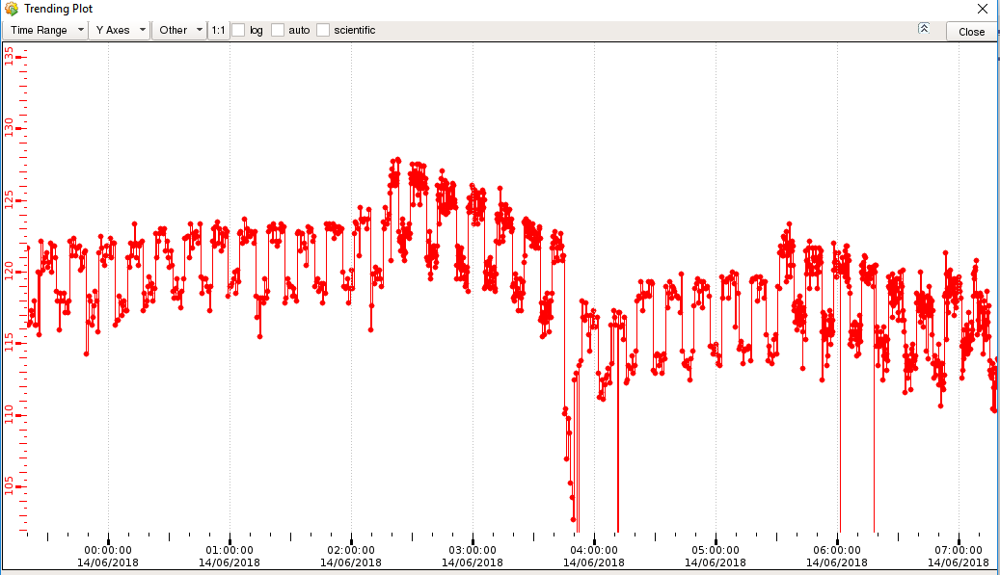 Trending Plot
Time Range Y Axes Other 1:1 log auto scientific Close
135
130
125
120
115
110
105
00:00:00 01:00:00 02:00:00 03:00:00 04:00:00 05:00:00 06:00:00 07:00:00
14/06/2018 14/06/2018 14/06/2018 14/06/2018 14/06/2018 14/06/2018 14/06/2018 14/06/2018